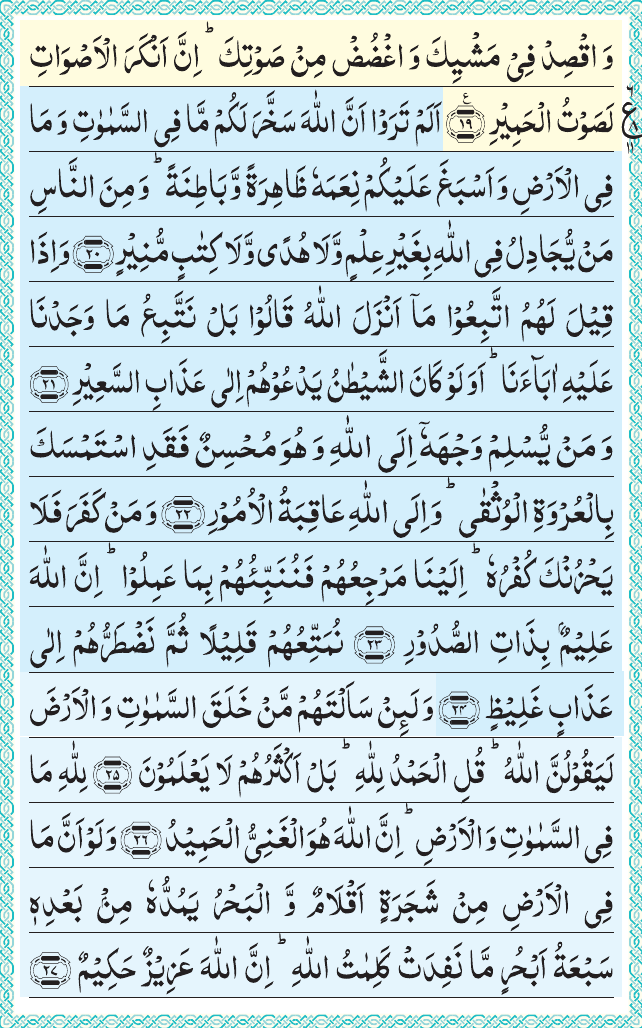 وَ اقْصِدْ فِیْ مَشْیِكَ وَ اغْضُضْ مِنْ صَوْتِكَ ؕ اِنَّ اَنْكَرَ الْاَصْوَاتِ
لَصَوْتُ الْحَمِیْرِ ﴿۱۹﴾ اَلَمْ تَرَوْا اَنَّ اللّٰهَ سَخَّرَ لَكُمْ مَّا فِی السَّمٰوٰتِ وَ مَا
فِی الْاَرْضِ وَ اَسْبَغَ عَلَیْكُمْ نِعَمَهٗ ظَاهِرَةً وَّ بَاطِنَةً ؕ وَ مِنَ النَّاسِ
مَنْ یُّجَادِلُ فِی اللّٰهِ بِغَیْرِ عِلْمٍ وَّ لَا هُدًی وَّ لَا كِتٰبٍ مُّنِیْرٍ ﴿۲۰﴾ وَ اِذَا
قِیْلَ لَهُمُ اتَّبِعُوْا مَاۤ اَنْزَلَ اللّٰهُ قَالُوْا بَلْ نَتَّبِعُ مَا وَجَدْنَا
عَلَیْهِ اٰبَآءَنَا ؕ اَوَ لَوْ كَانَ الشَّیْطٰنُ یَدْعُوْهُمْ اِلٰی عَذَابِ السَّعِیْرِ ﴿۲۱﴾
وَ مَنْ یُّسْلِمْ وَجْهَهٗۤ اِلَی اللّٰهِ وَ هُوَ مُحْسِنٌ فَقَدِ اسْتَمْسَكَ
بِالْعُرْوَةِ الْوُثْقٰی ؕ وَ اِلَی اللّٰهِ عَاقِبَةُ الْاُمُوْرِ ﴿۲۲﴾ وَ مَنْ كَفَرَ فَلَا
یَحْزُنْكَ كُفْرُهٗ ؕ اِلَیْنَا مَرْجِعُهُمْ فَنُنَبِّئُهُمْ بِمَا عَمِلُوْا ؕ اِنَّ اللّٰهَ
عَلِیْمٌۢ بِذَاتِ الصُّدُوْرِ ﴿۲۳﴾ نُمَتِّعُهُمْ قَلِیْلًا ثُمَّ نَضْطَرُّهُمْ اِلٰی
عَذَابٍ غَلِیْظٍ ﴿۲۴﴾ وَ لَىِٕنْ سَاَلْتَهُمْ مَّنْ خَلَقَ السَّمٰوٰتِ وَ الْاَرْضَ
لَیَقُوْلُنَّ اللّٰهُ ؕ قُلِ الْحَمْدُ لِلّٰهِ ؕ بَلْ اَكْثَرُهُمْ لَا یَعْلَمُوْنَ ﴿۲۵﴾ لِلّٰهِ مَا
فِی السَّمٰوٰتِ وَ الْاَرْضِ ؕ اِنَّ اللّٰهَ هُوَ الْغَنِیُّ الْحَمِیْدُ ﴿۲۶﴾ وَ لَوْ اَنَّ مَا
فِی الْاَرْضِ مِنْ شَجَرَةٍ اَقْلَامٌ وَّ الْبَحْرُ یَمُدُّهٗ مِنْۢ بَعْدِهٖ
سَبْعَةُ اَبْحُرٍ مَّا نَفِدَتْ كَلِمٰتُ اللّٰهِ ؕ اِنَّ اللّٰهَ عَزِیْزٌ حَكِیْمٌ ﴿۲۷﴾